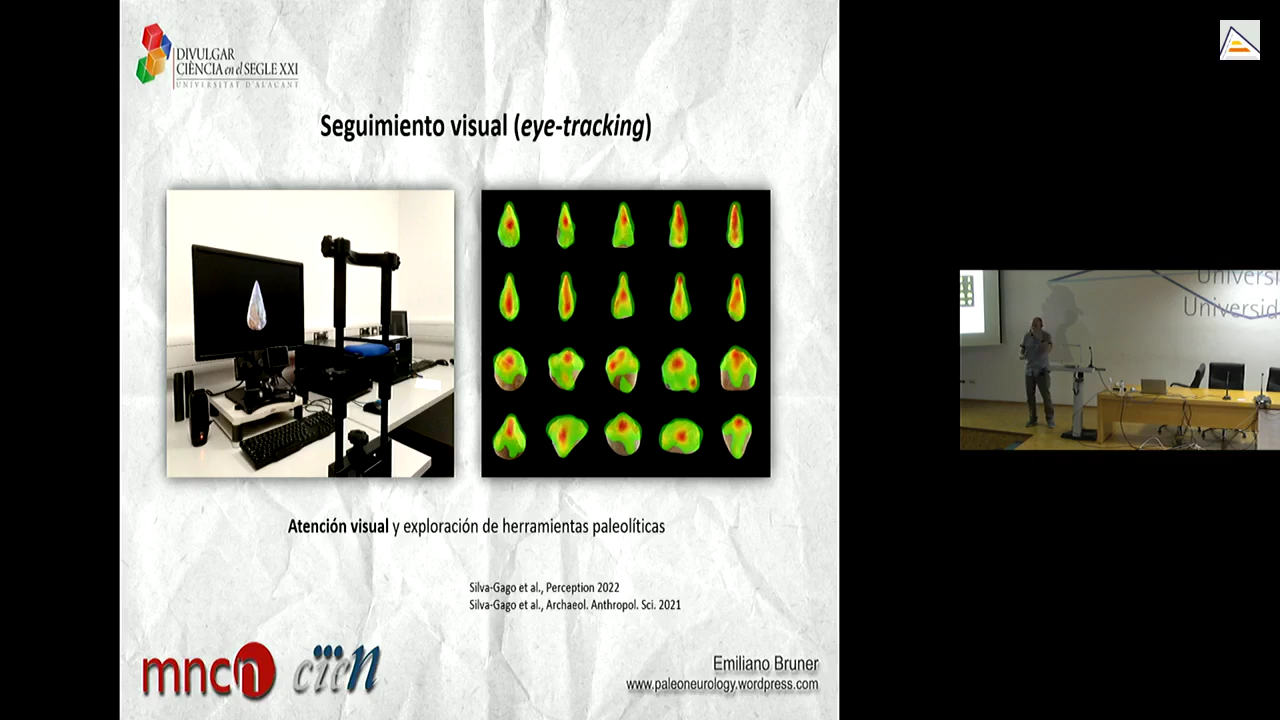 DIVULGAR
CIÈNCIA en el SEGLE XXI
UNIVERSITAT D'ALACANT
Seguimiento visual (eye-tracking)
Atención visual y exploración de herramientas paleolíticas
Silva-Gago et al., Perception 2022
Silva-Gago et al., Archaeol. Anthropol. Sci. 2021
mncn
cien
Emiliano Bruner
www.paleoneurology.wordpress.com
Universi
Universid